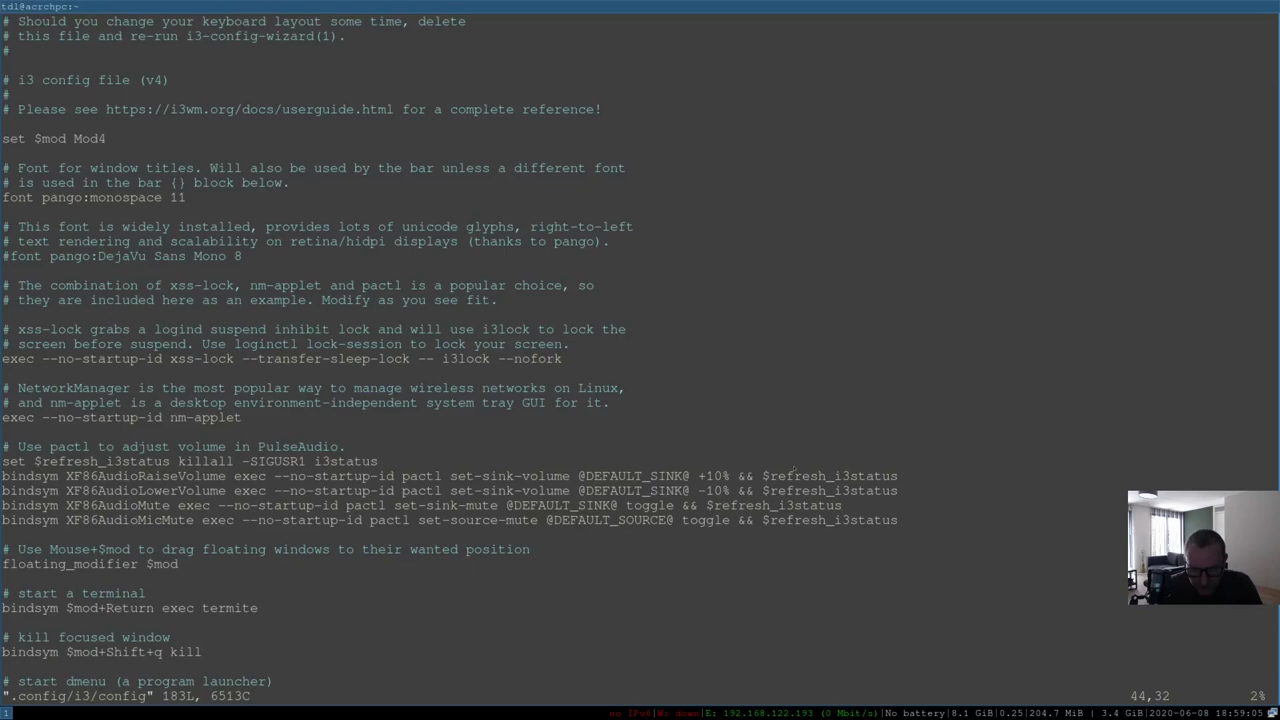 tdl@acrchpc:~
# Should you change your keyboard layout some time, delete
# this file and re-run i3-config-wizard(1).
#
# i3 config file (v4)
#
# Please see https://i3wm.org/docs/userguide.html for a complete reference!
set $mod Mod4
# Font for window titles. Will also be used by the bar unless a different font
# is used in the bar {} block below.
font pango:monospace 11
# This font is widely installed, provides lots of unicode glyphs, right-to-left
# text rendering and scalability on retina/hidpi displays (thanks to pango).
#font pango:DejaVu Sans Mono 8
# The combination of xss-lock, nm-applet and pactl is a popular choice, so
# they are included here as an example. Modify as you see fit.
# xss-lock grabs a logind suspend inhibit lock and will use i3lock to lock the
# screen before suspend. Use loginctl lock-session to lock your screen.
exec --no-startup-id xss-lock --transfer-sleep-lock -- i3lock --nofork
# NetworkManager is the most popular way to manage wireless networks on Linux,
# and nm-applet is a desktop environment-independent system tray GUI for it.
exec --no-startup-id nm-applet
# Use pactl to adjust volume in PulseAudio.
set $refresh_i3status killall -SIGUSR1 i3status
bindsym XF86AudioRaiseVolume exec --no-startup-id pactl set-sink-volume @DEFAULT_SINK@ +10% && $refresh_i3status
bindsym XF86AudioLowerVolume exec --no-startup-id pactl set-sink-volume @DEFAULT_SINK@ -10% && $refresh_i3status
bindsym XF86AudioMute exec --no-startup-id pactl set-sink-mute @DEFAULT_SINK@ toggle && $refresh_i3status
bindsym XF86AudioMicMute exec --no-startup-id pactl set-source-mute @DEFAULT_SOURCE@ toggle && $refresh_i3status
# Use Mouse+$mod to drag floating windows to their wanted position
floating_modifier $mod
# start a terminal
bindsym $mod+Return exec termite
# kill focused window
bindsym $mod+Shift+q kill
# start dmenu (a program launcher)
".config/i3/config" 183L, 6513C 44,32 2%
1 no IPv6|W: down|E: 192.168.122.193 (0 Mbit/s)|No battery|8.1 GiB|0.25|204.7 MiB | 3.4 GiB|2020-06-08 18:59:05